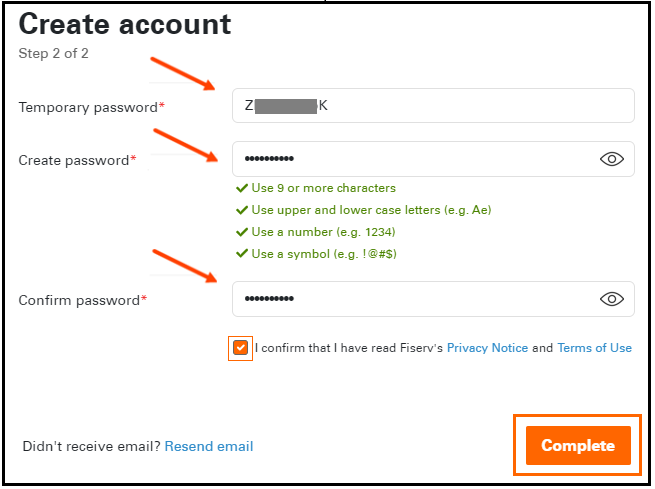 Create account
Step 2 of 2
Temporary password*
Z K
Create password*
••••••••••
Use 9 or more characters
Use upper and lower case letters (e.g. Ae)
Use a number (e.g. 1234)
Use a symbol (e.g. !@#$)
Confirm password*
••••••••••
I confirm that I have read Fiserv's Privacy Notice and Terms of Use
Didn't receive email? Resend email
Complete